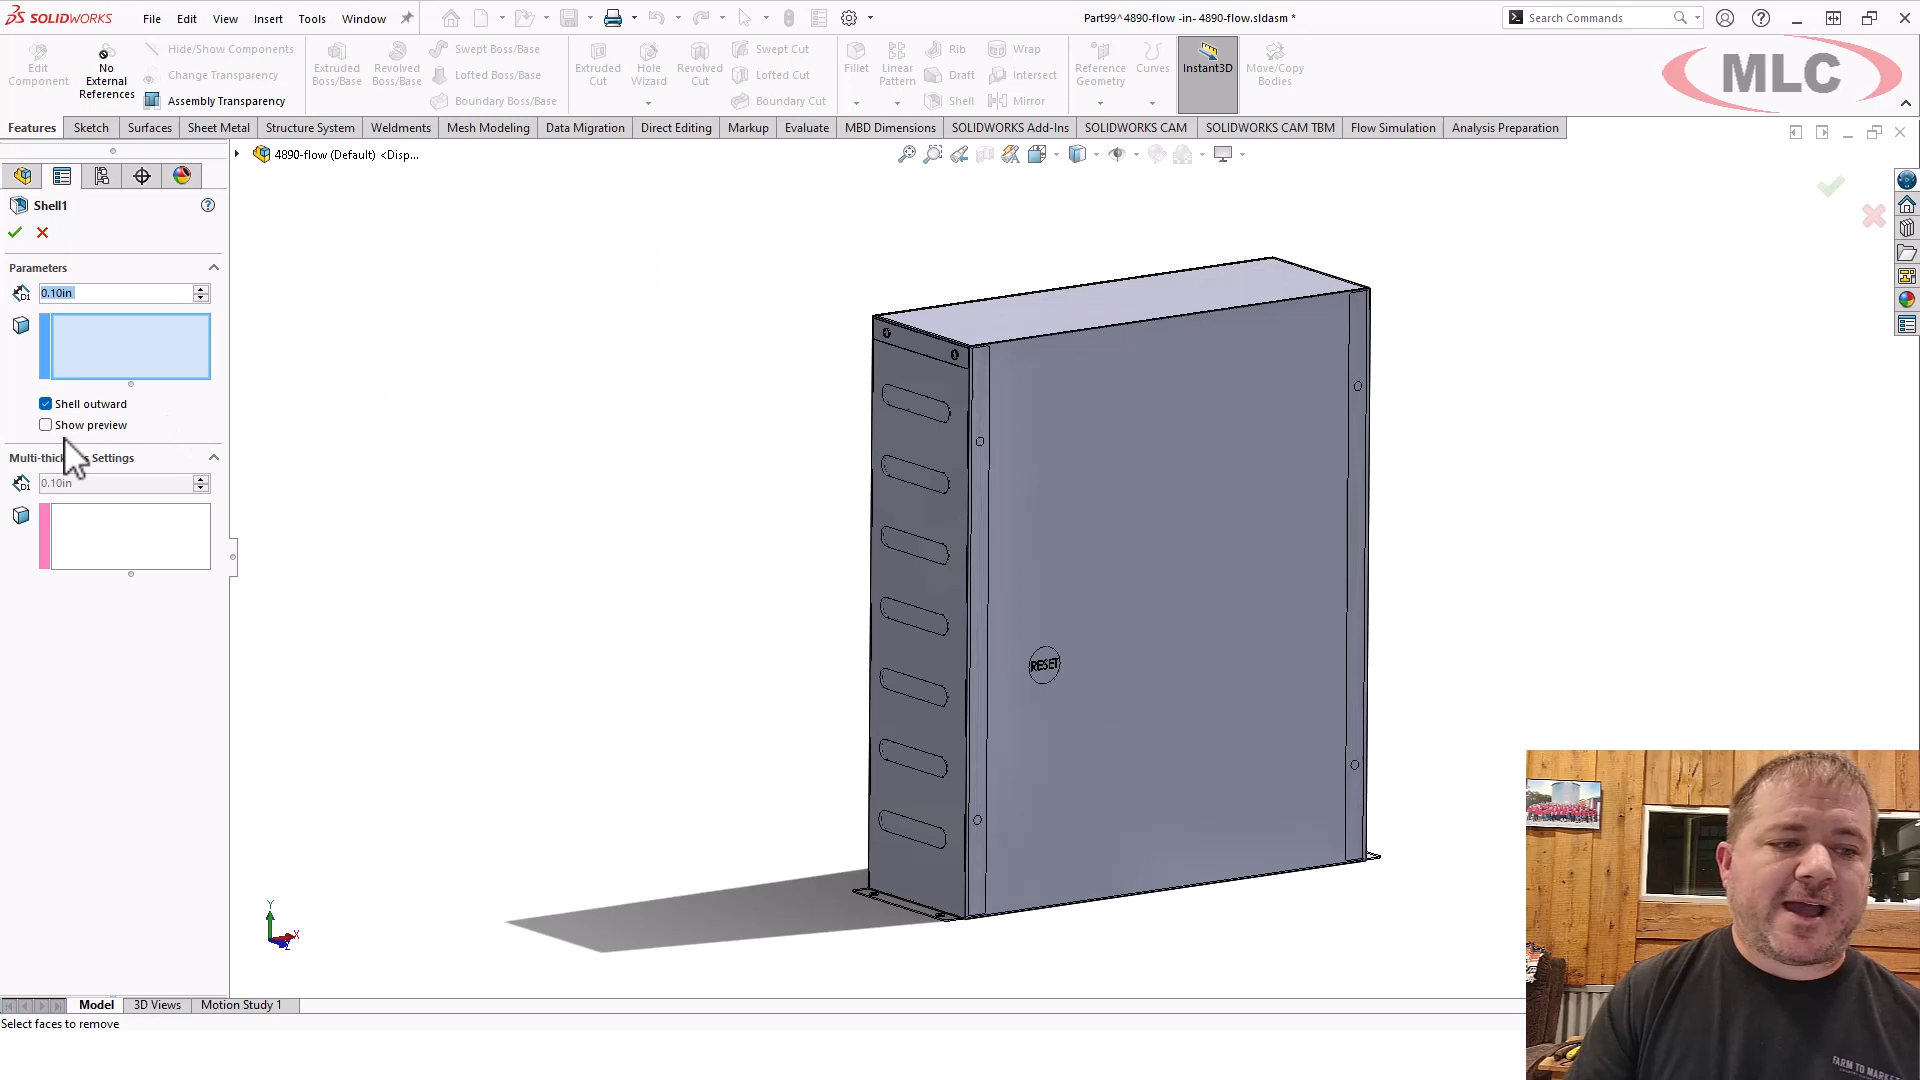 SOLIDWORKS
File Edit View Insert Tools Window
Part99^4890-flow -in- 4890-flow.sldasm *
Search Commands
Edit Component
No External References
Hide/Show Components
Change Transparency
Assembly Transparency
Extruded Boss/Base
Revolved Boss/Base
Swept Boss/Base
Lofted Boss/Base
Boundary Boss/Base
Extruded Cut
Hole Wizard
Revolved Cut
Swept Cut
Lofted Cut
Boundary Cut
Fillet
Linear Pattern
Rib
Draft
Shell
Wrap
Intersect
Mirror
Reference Geometry
Curves
Instant3D
Move/Copy Bodies
MLC
Features Sketch Surfaces Sheet Metal Structure System Weldments Mesh Modeling Data Migration Direct Editing Markup Evaluate MBD Dimensions SOLIDWORKS Add-Ins SOLIDWORKS CAM SOLIDWORKS CAM TBM Flow Simulation Analysis Preparation
4890-flow (Default) <Disp...
Shell1
Parameters
D1 0.10in
Shell outward
Show preview
Settings
D1 0.10in
RESET
Y
X
Model 3D Views Motion Study 1
Select faces to remove
FARM TO MARKET